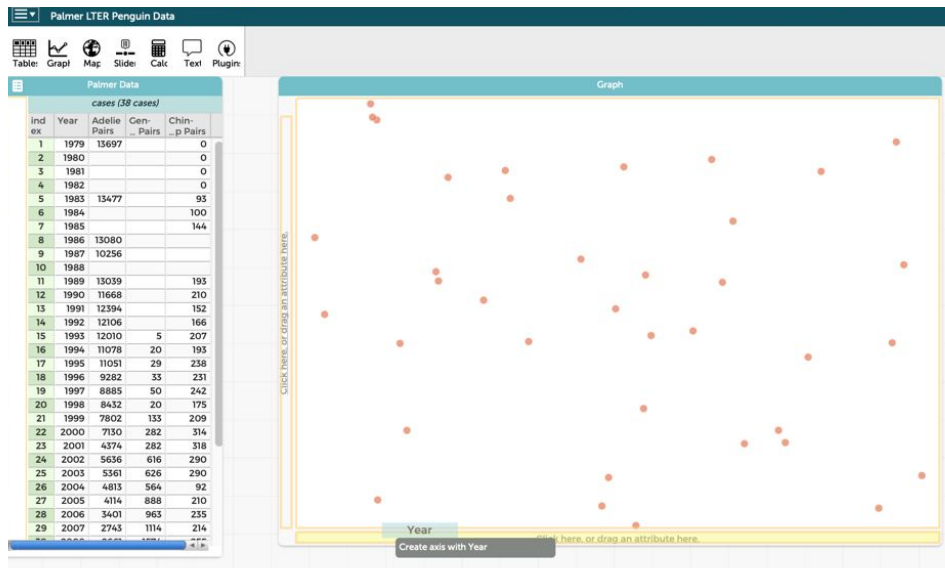 Palmer LTER Penguin Data
Table: Graph Map Slider Calc Text Plugin:
Palmer Data
cases (38 cases)
ind
ex Year Adelie
Pairs Gen-
... Pairs Chin-
...p Pairs
1 1979 13697 0
2 1980 0
3 1981 0
4 1982 0
5 1983 13477 93
6 1984 100
7 1985 144
8 1986 13080
9 1987 10256
10 1988
11 1989 13039 193
12 1990 11668 210
13 1991 12394 152
14 1992 12106 166
15 1993 12010 5 207
16 1994 11078 20 193
17 1995 11051 29 238
18 1996 9282 33 231
19 1997 8885 50 242
20 1998 8432 20 175
21 1999 7802 133 209
22 2000 7130 282 314
23 2001 4374 282 318
24 2002 5636 616 290
25 2003 5361 626 290
26 2004 4813 564 92
27 2005 4114 888 210
28 2006 3401 963 235
29 2007 2743 1114 214
Graph
Click here, or drag an attribute here.
Year
Create axis with Year
here, or drag an attribute here.